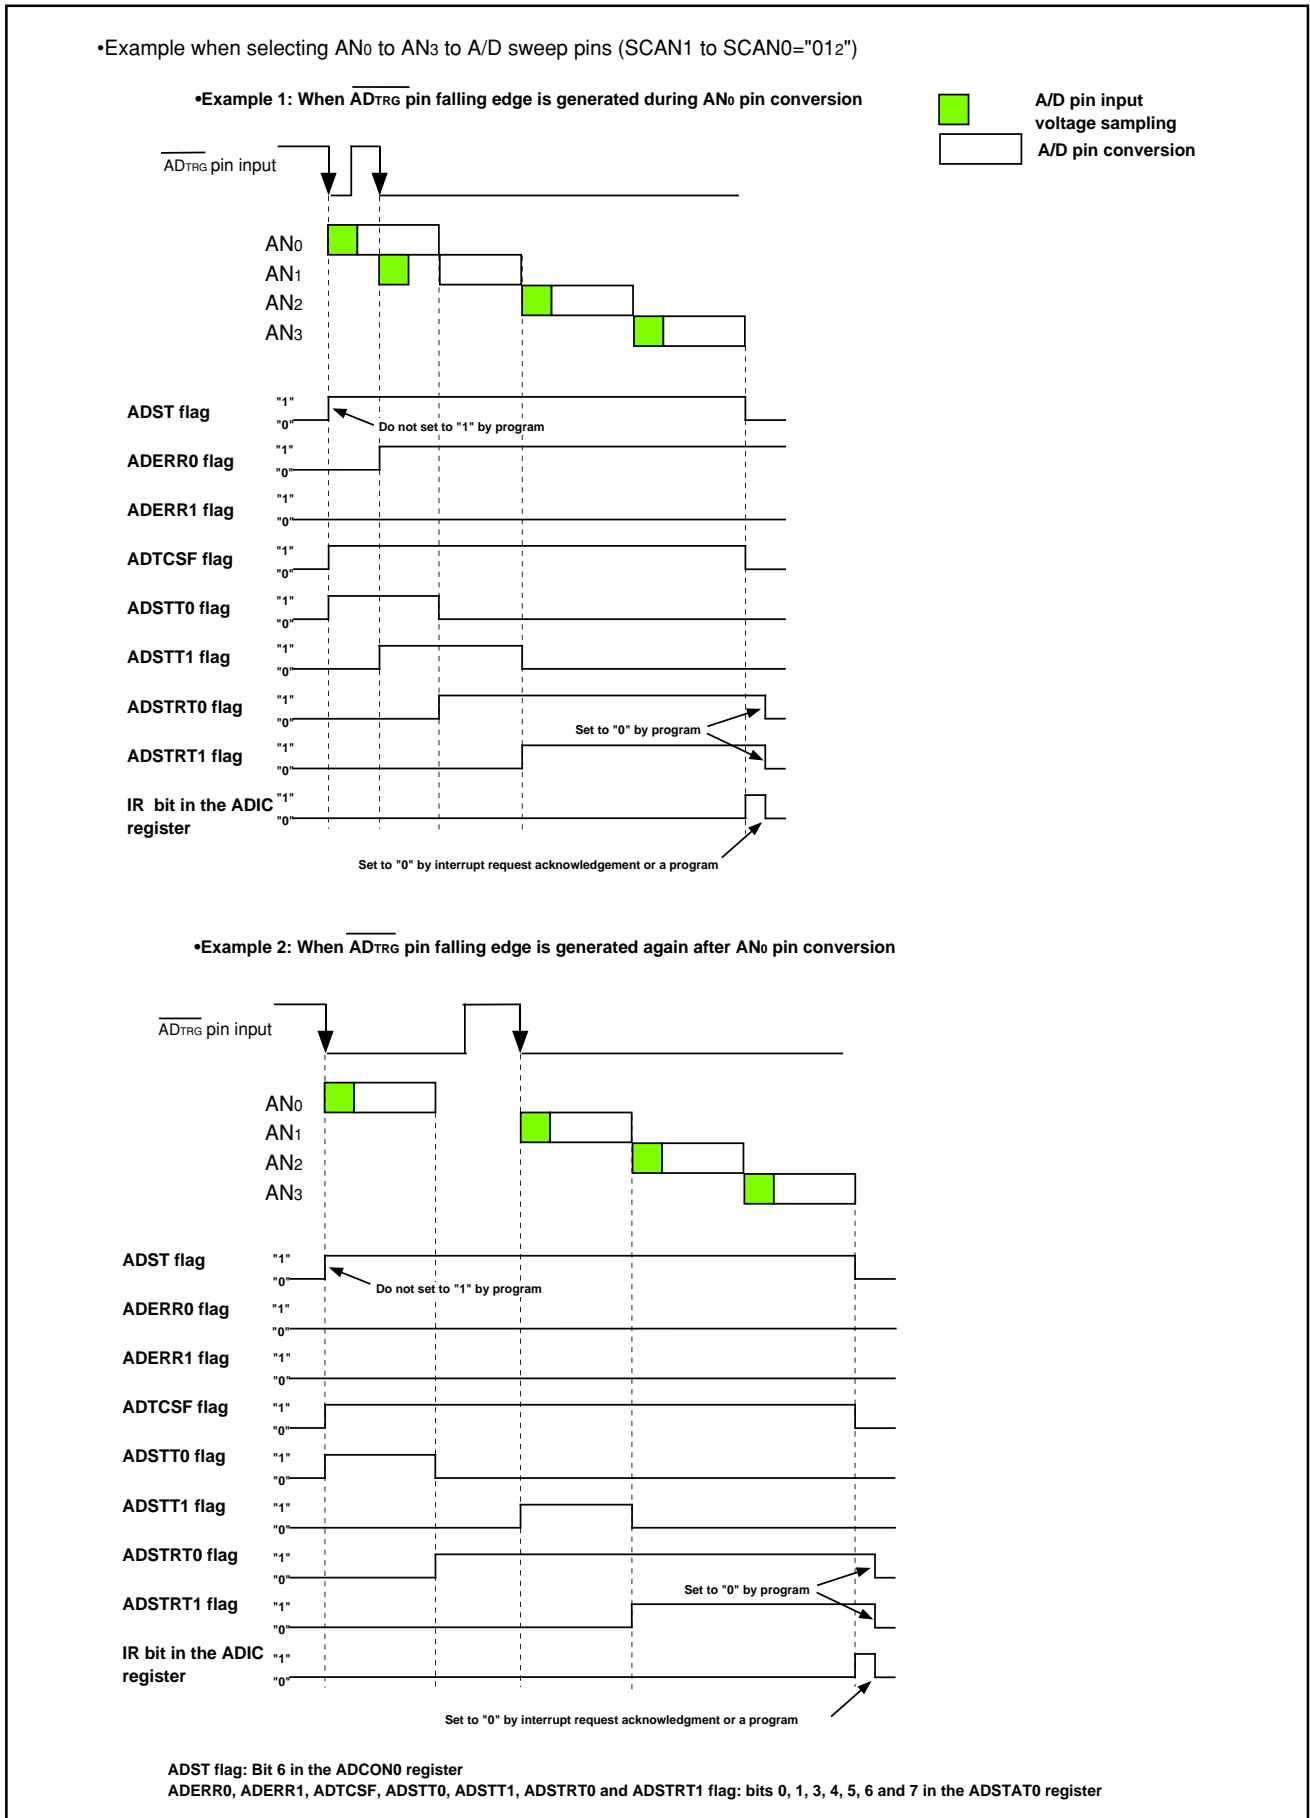 •Example when selecting AN0 to AN3 to A/D sweep pins (SCAN1 to SCAN0="012")
•Example 1: When ADTRG pin falling edge is generated during AN0 pin conversion
A/D pin input
voltage sampling
A/D pin conversion
ADTRG pin input
AN0
AN1
AN2
AN3
ADST flag
"1"
"0"
Do not set to "1" by program
ADERR0 flag
"1"
"0"
ADERR1 flag
"1"
"0"
ADTCSF flag
"1"
"0"
ADSTT0 flag
"1"
"0"
ADSTT1 flag
"1"
"0"
ADSTRT0 flag
"1"
"0"
Set to "0" by program
ADSTRT1 flag
"1"
"0"
IR bit in the ADIC
register
"1"
"0"
Set to "0" by interrupt request acknowledgement or a program
•Example 2: When ADTRG pin falling edge is generated again after AN0 pin conversion
ADTRG pin input
AN0
AN1
AN2
AN3
ADST flag
"1"
"0"
Do not set to "1" by program
ADERR0 flag
"1"
"0"
ADERR1 flag
"1"
"0"
ADTCSF flag
"1"
"0"
ADSTT0 flag
"1"
"0"
ADSTT1 flag
"1"
"0"
ADSTRT0 flag
"1"
"0"
Set to "0" by program
ADSTRT1 flag
"1"
"0"
IR bit in the ADIC
register
"1"
"0"
Set to "0" by interrupt request acknowledgment or a program
ADST flag: Bit 6 in the ADCON0 register
ADERR0, ADERR1, ADTCSF, ADSTT0, ADSTT1, ADSTRT0 and ADSTRT1 flag: bits 0, 1, 3, 4, 5, 6 and 7 in the ADSTAT0 register